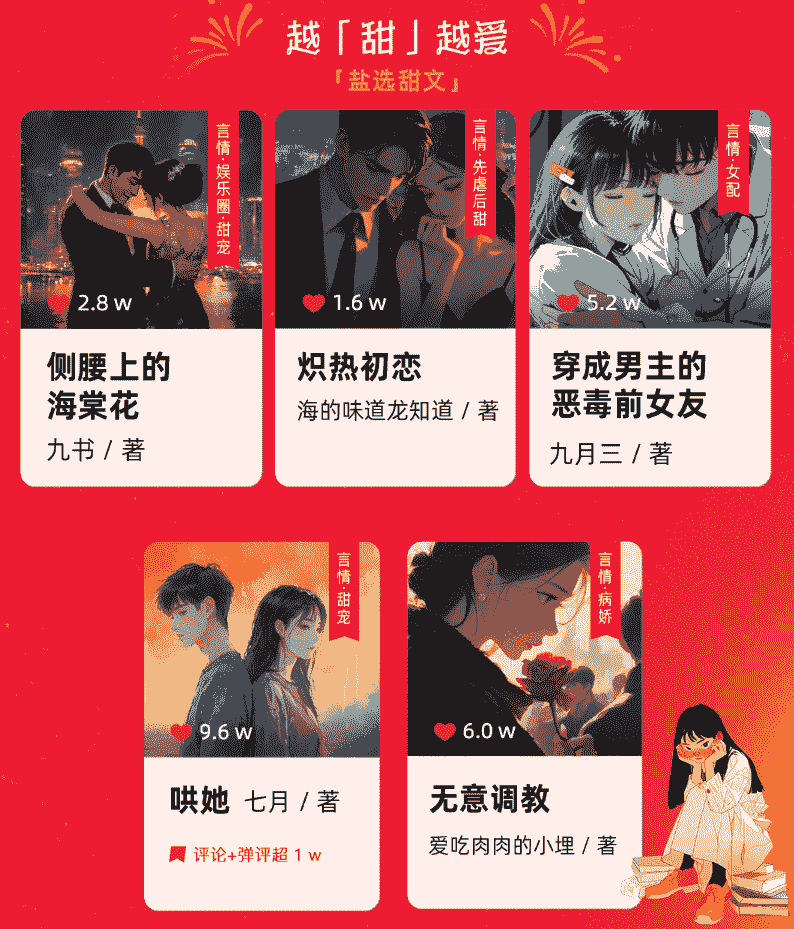 越「甜」越爱
「盐选甜文」
言情·娱乐圈·甜宠
2.8 w
侧腰上的
海棠花
九书 / 著
言情·先虐后甜
1.6 w
炽热初恋
海的味道龙知道 / 著
言情·女配
5.2 w
穿成男主的
恶毒前女友
九月三 / 著
言情·甜宠
9.6 w
哄她 七月 / 著
评论+弹评超 1 w
言情·病娇
6.0 w
无意调教
爱吃肉肉的小埋 / 著